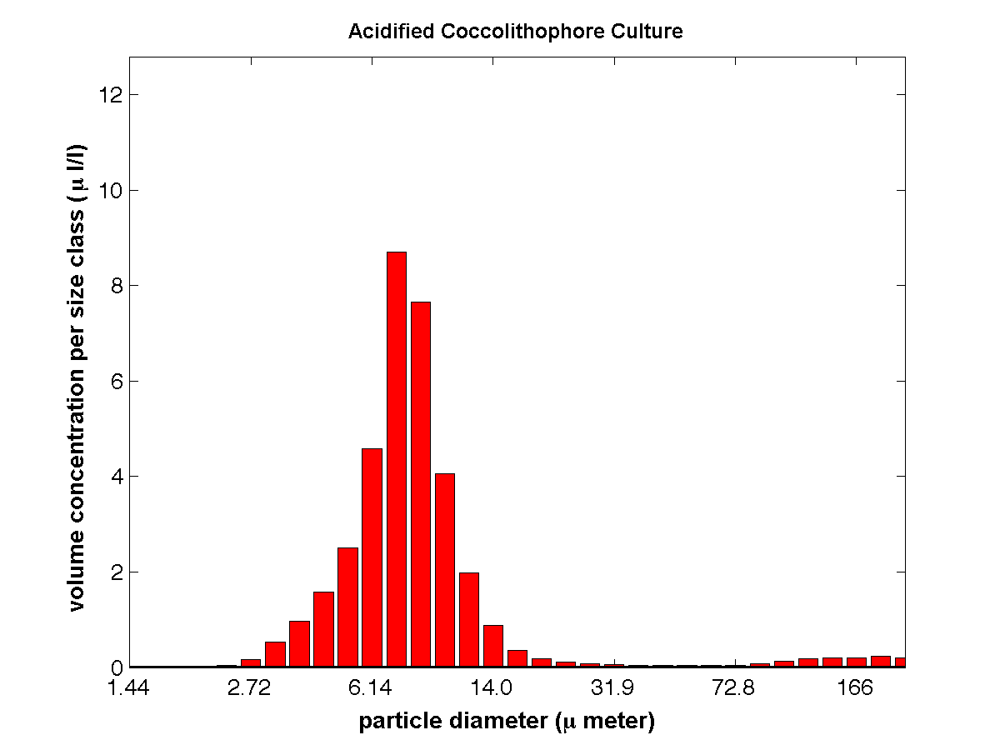 Acidified Coccolithophore Culture
volume concentration per size class ( μ l/l)
12
10
8
6
4
2
0
1.44 2.72 6.14 14.0 31.9 72.8 166
particle diameter (μ meter)